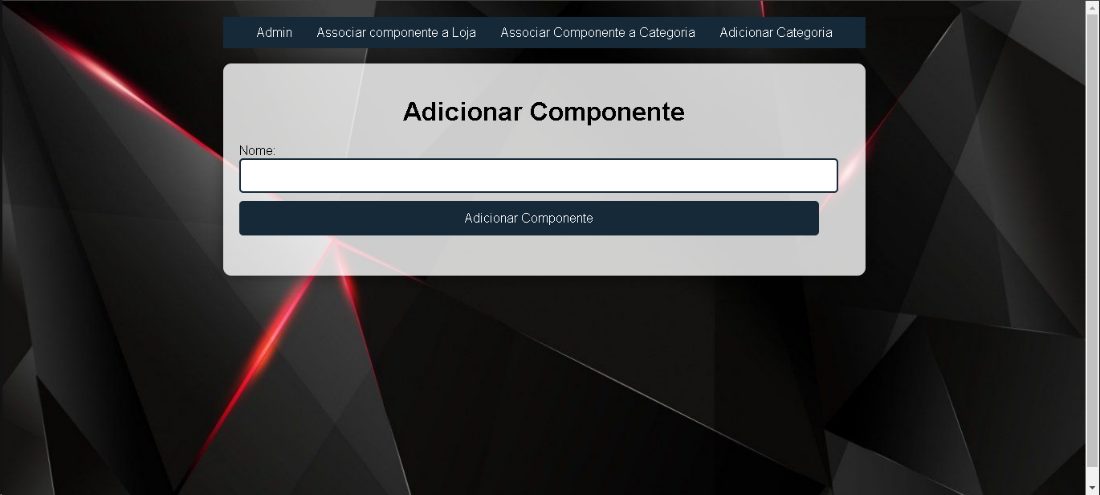 Admin Associar componente a Loja Associar Componente a Categoria Adicionar Categoria
Adicionar Componente
Nome:
Adicionar Componente